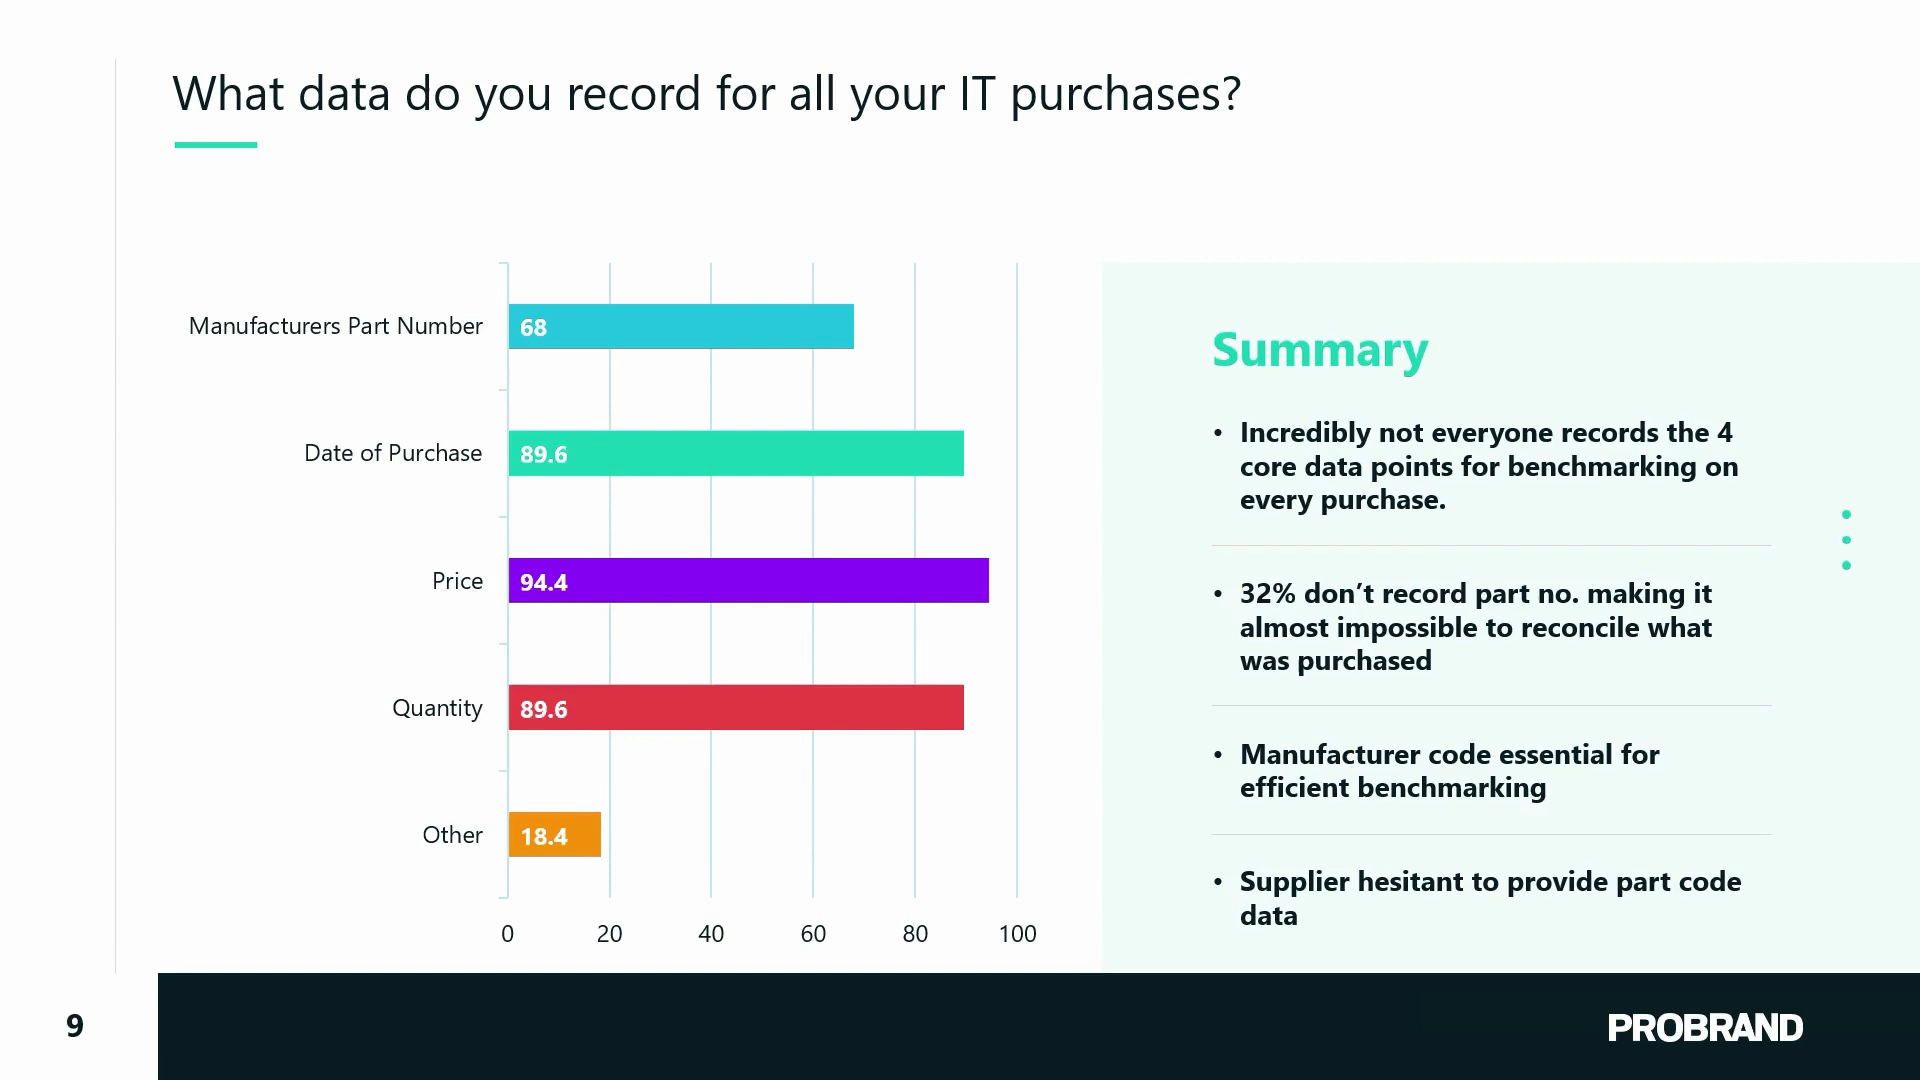 What data do you record for all your IT purchases?
Manufacturers Part Number
68
Date of Purchase
89.6
Price
94.4
Quantity
89.6
Other
18.4
0 20 40 60 80 100
Summary
• Incredibly not everyone records the 4
core data points for benchmarking on
every purchase.
• 32% don’t record part no. making it
almost impossible to reconcile what
was purchased
• Manufacturer code essential for
efficient benchmarking
• Supplier hesitant to provide part code
data
9
PROBRAND